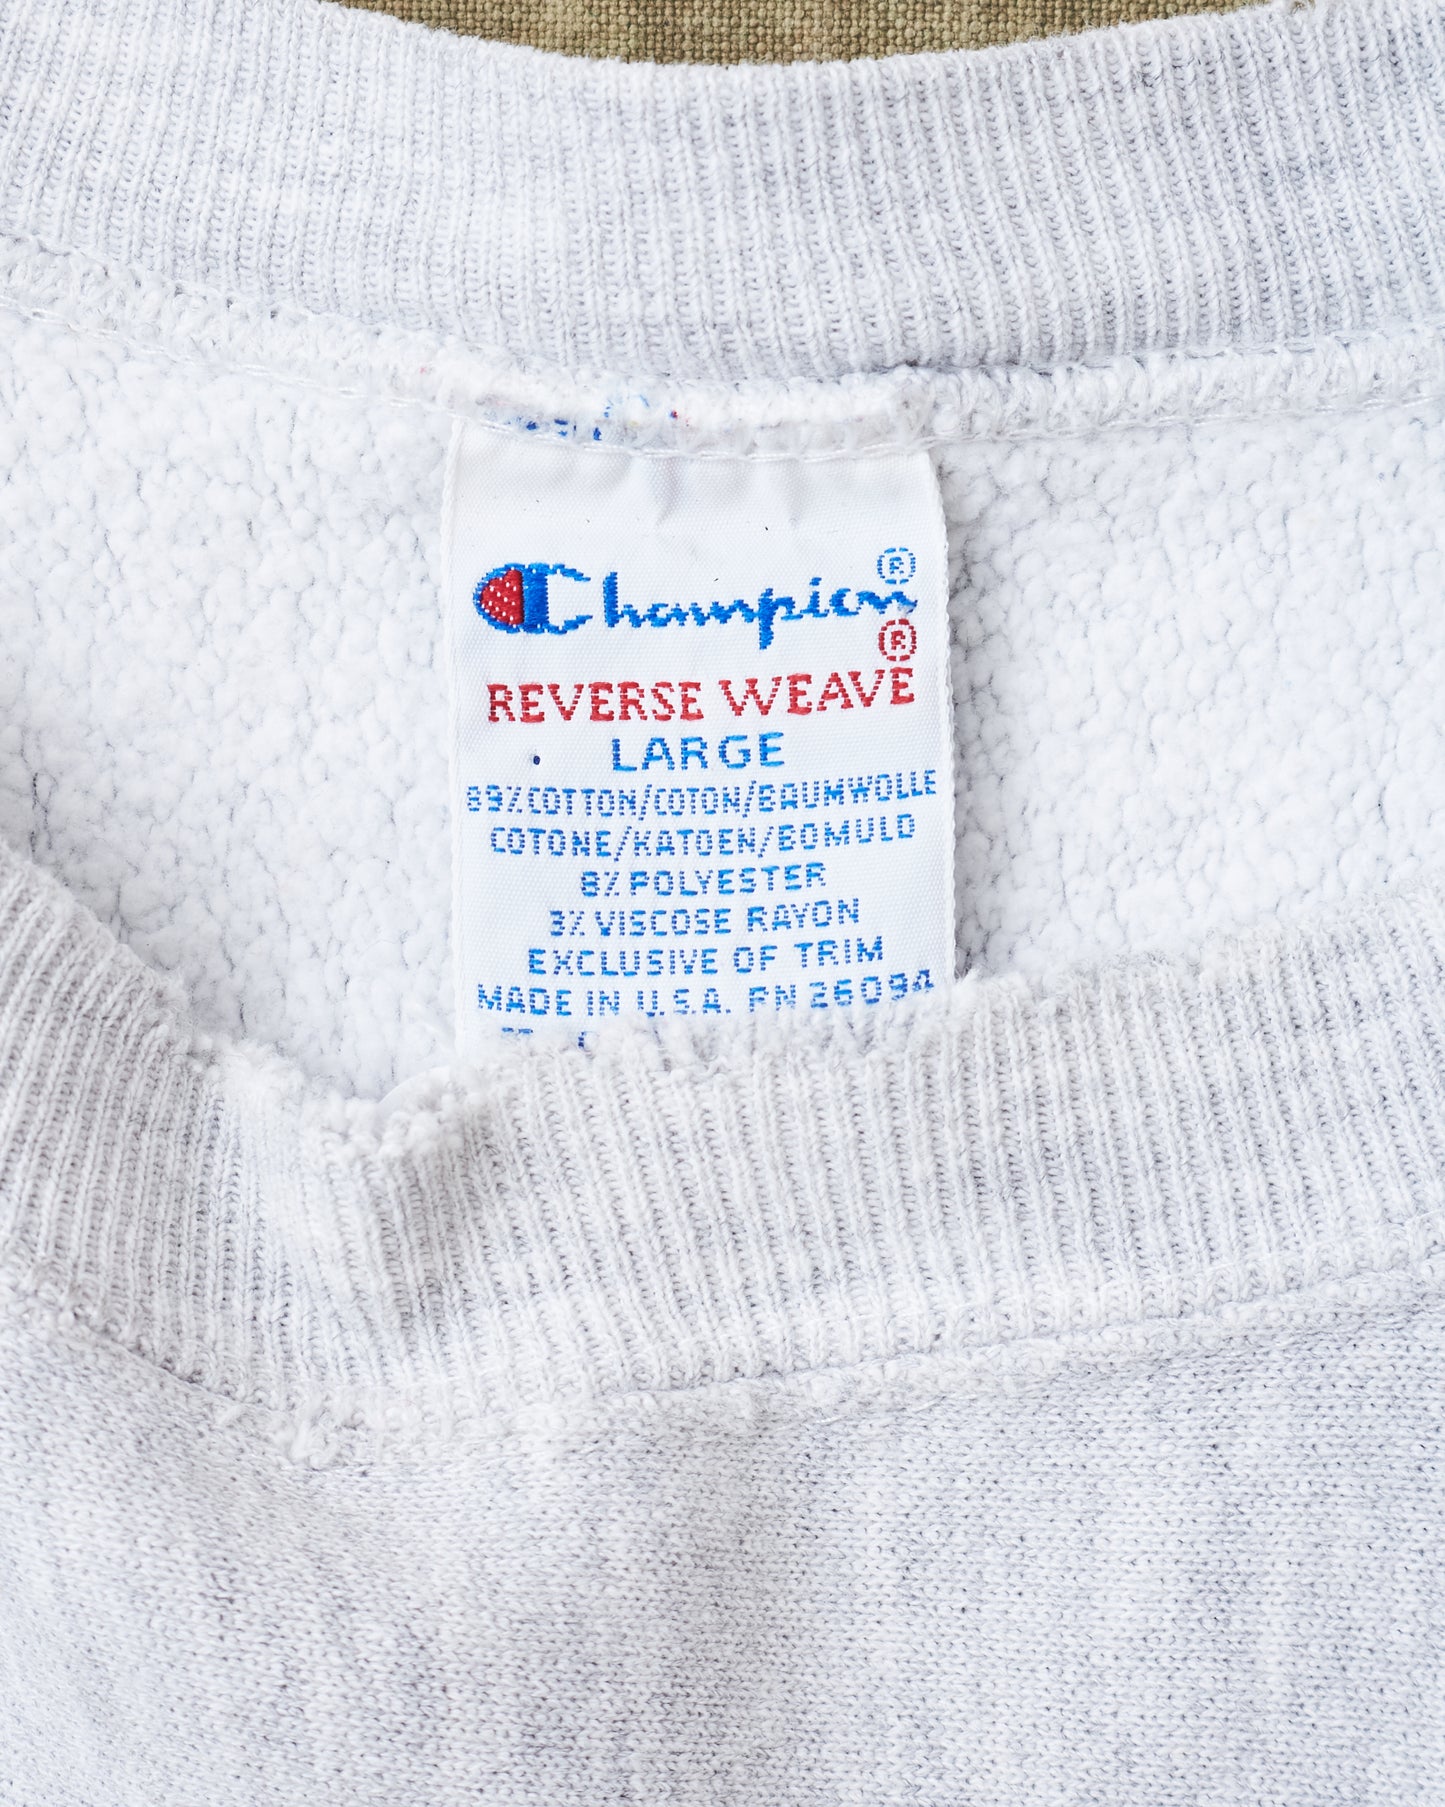 Champion®
®
REVERSE WEAVE
LARGE
89% COTTON/COTON/BAUMWOLLE
COTONE/KATOEN/BOMULD
8% POLYESTER
3% VISCOSE RAYON
EXCLUSIVE OF TRIM
MADE IN U.S.A. RN 26094